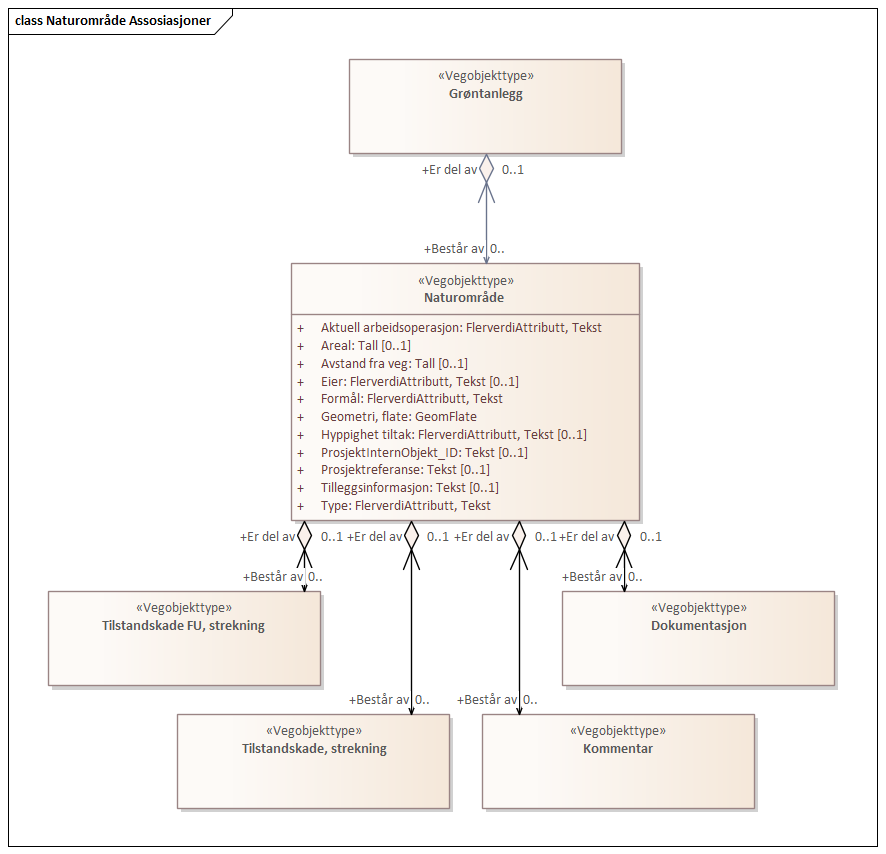 class Naturområde Assosiasjoner
«Vegobjekttype»
Grøntanlegg
+Er del av 0..1
+Består av 0..
«Vegobjekttype»
Naturområde
+ Aktuell arbeidsoperasjon: FlerverdiAttributt, Tekst
+ Areal: Tall [0..1]
+ Avstand fra veg: Tall [0..1]
+ Eier: FlerverdiAttributt, Tekst [0..1]
+ Formål: FlerverdiAttributt, Tekst
+ Geometri, flate: GeomFlate
+ Hyppighet tiltak: FlerverdiAttributt, Tekst [0..1]
+ ProsjektInternObjekt_ID: Tekst [0..1]
+ Prosjektreferanse: Tekst [0..1]
+ Tilleggsinformasjon: Tekst [0..1]
+ Type: FlerverdiAttributt, Tekst
+Er del av 0..1 +Er del av 0..1 +Er del av 0..1 +Er del av 0..1
+Består av 0.. +Består av 0..
«Vegobjekttype» «Vegobjekttype»
Tilstandskade FU, strekning Dokumentasjon
+Består av 0.. +Består av 0..
«Vegobjekttype» «Vegobjekttype»
Tilstandskade, strekning Kommentar